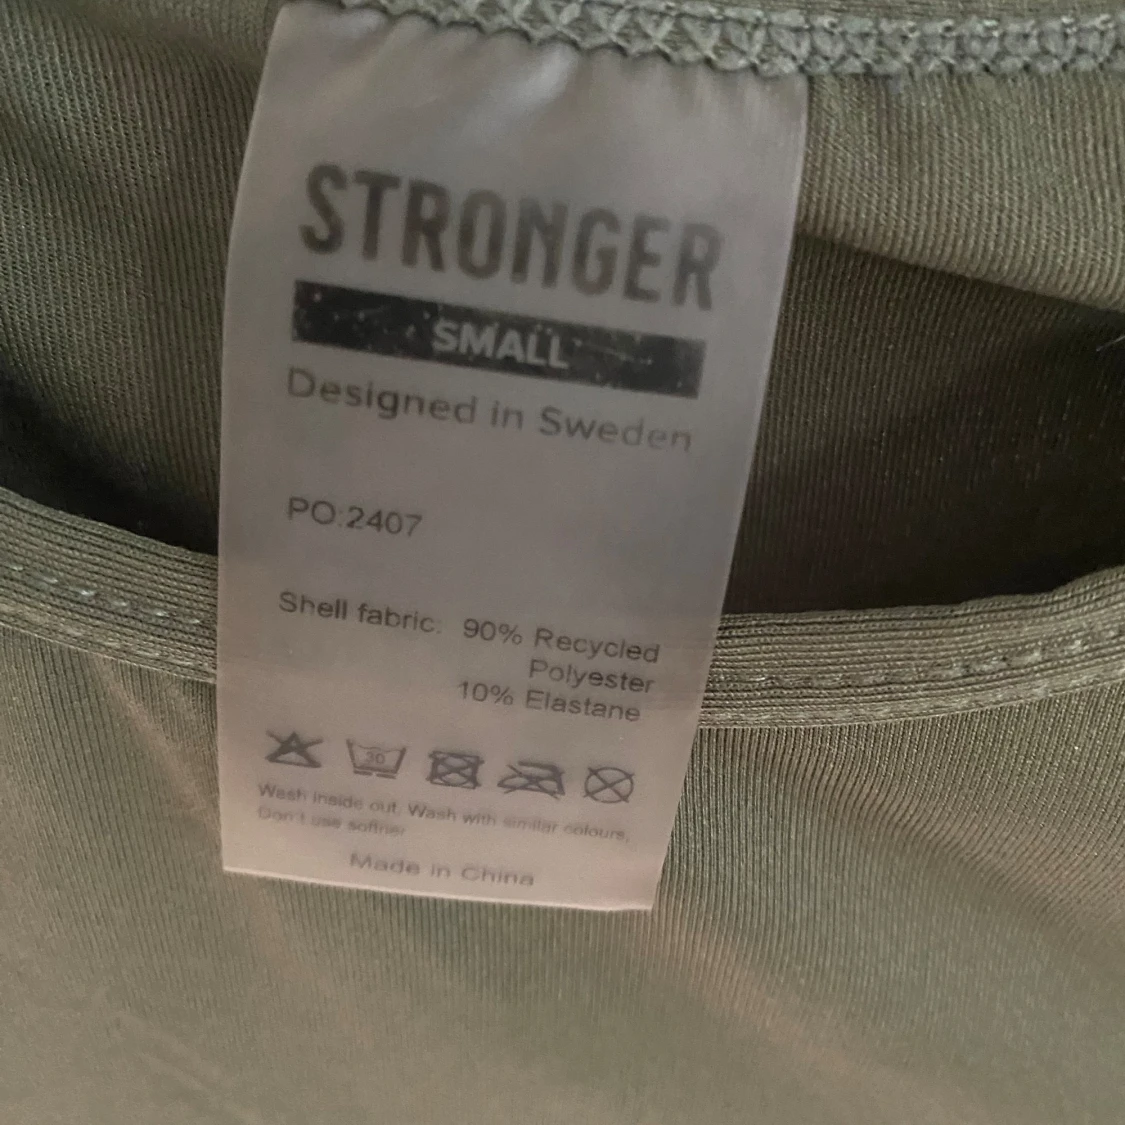 STRONGER
SMALL
Designed in Sweden
PO:2407
Shell fabric: 90% Recycled
Polyester
10% Elastane
30
Wash inside out. Wash with similar colours,
Don't use softner
Made in China